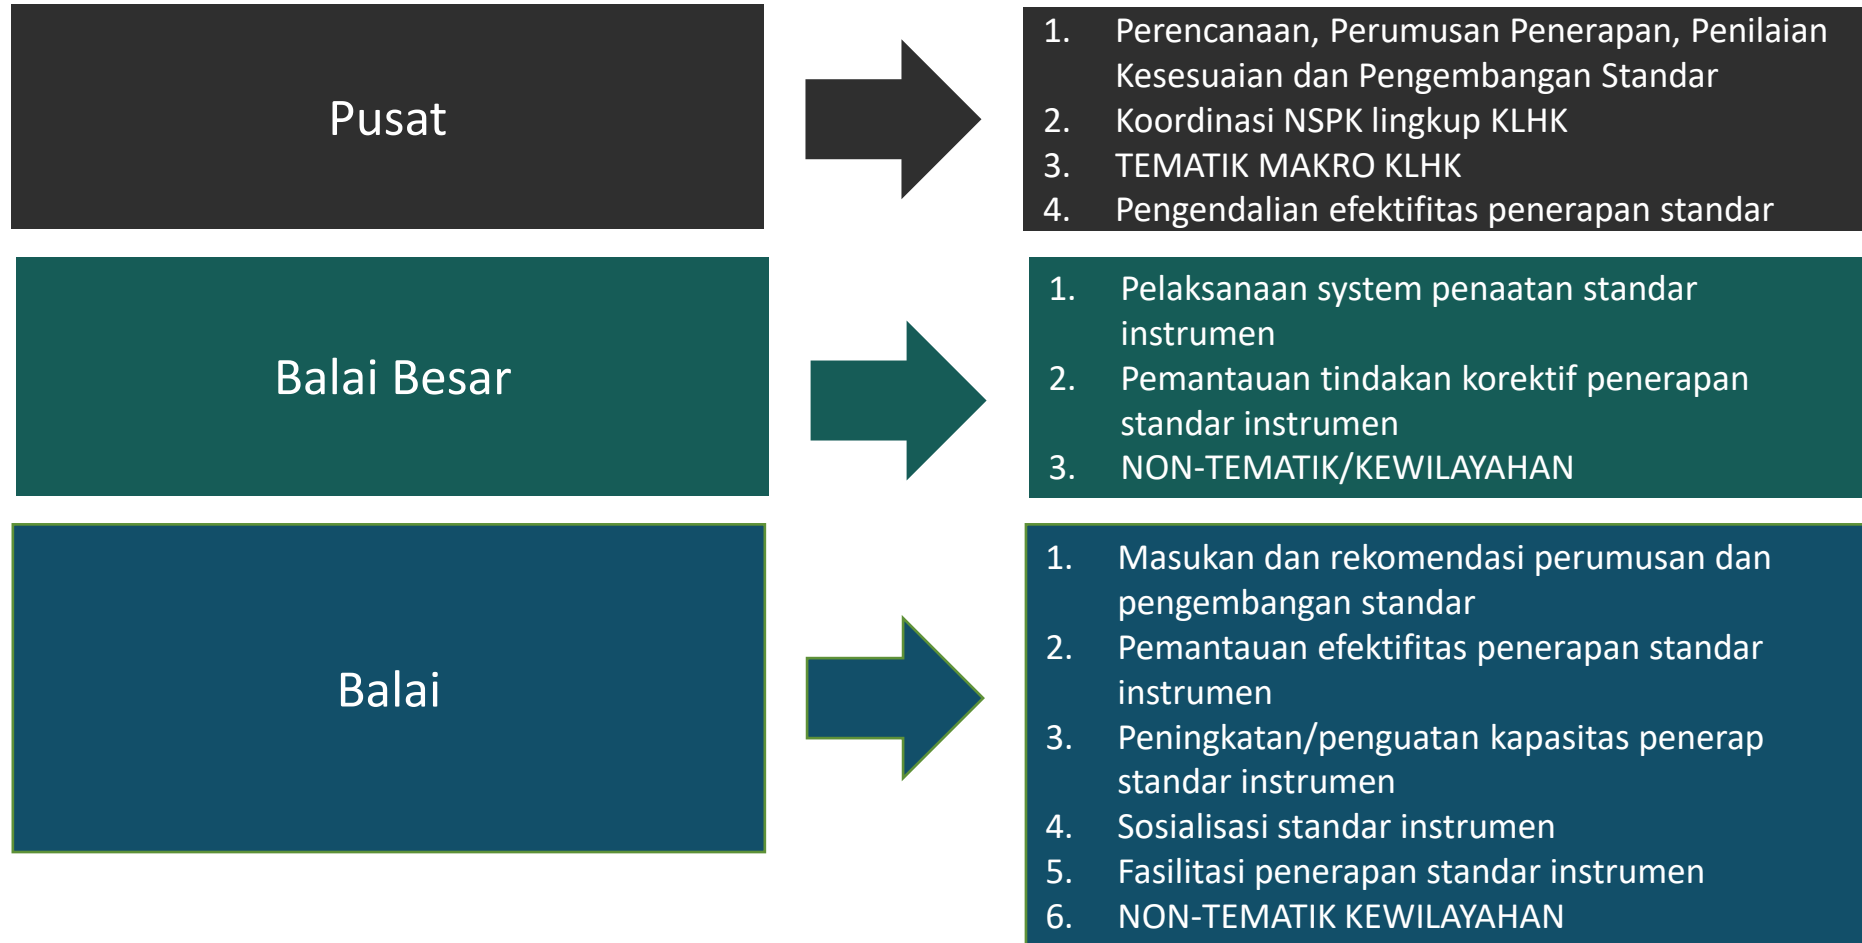 Pusat
1. Perencanaan, Perumusan Penerapan, Penilaian
Kesesuaian dan Pengembangan Standar
2. Koordinasi NSPK lingkup KLHK
3. TEMATIK MAKRO KLHK
4. Pengendalian efektifitas penerapan standar
Balai Besar
1. Pelaksanaan system penaatan standar
instrumen
2. Pemantauan tindakan korektif penerapan
standar instrumen
3. NON-TEMATIK/KEWILAYAHAN
Balai
1. Masukan dan rekomendasi perumusan dan
pengembangan standar
2. Pemantauan efektifitas penerapan standar
instrumen
3. Peningkatan/penguatan kapasitas penerap
standar instrumen
4. Sosialisasi standar instrumen
5. Fasilitasi penerapan standar instrumen
6. NON-TEMATIK KEWILAYAHAN